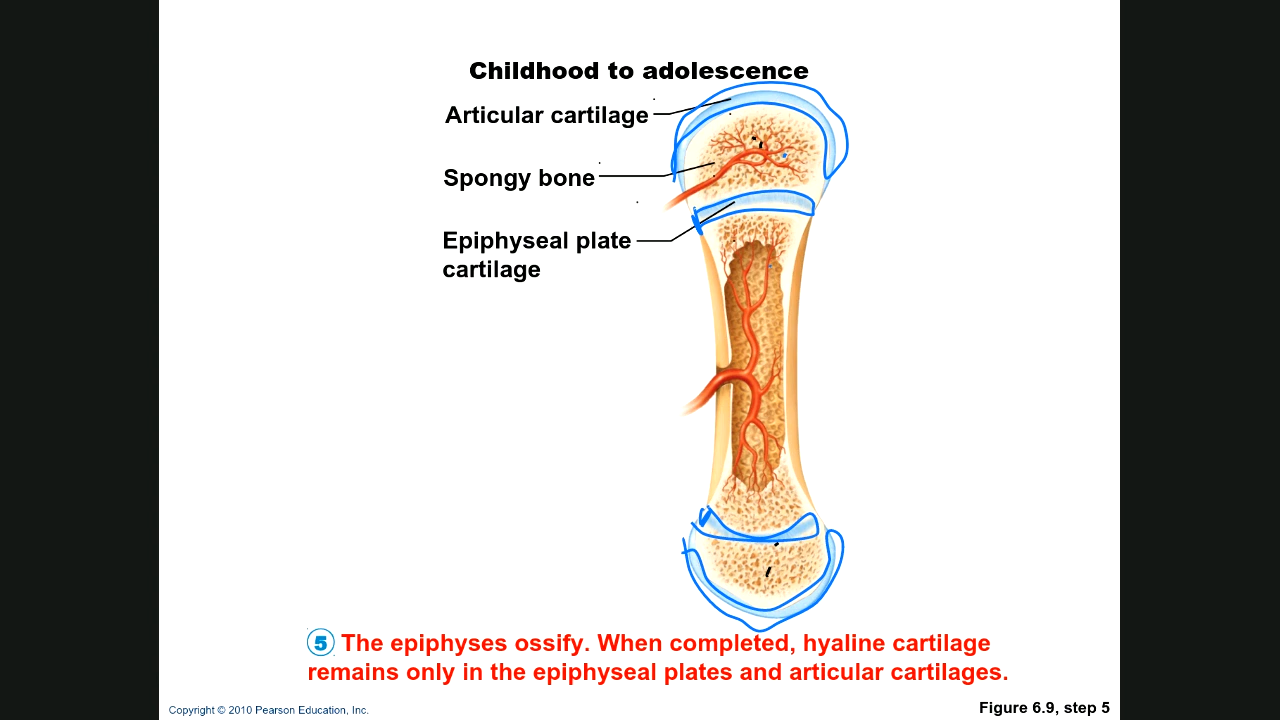 Childhood to adolescence
Articular cartilage
Spongy bone
Epiphyseal plate
cartilage
5 The epiphyses ossify. When completed, hyaline cartilage
remains only in the epiphyseal plates and articular cartilages.
Copyright © 2010 Pearson Education, Inc.
Figure 6.9, step 5